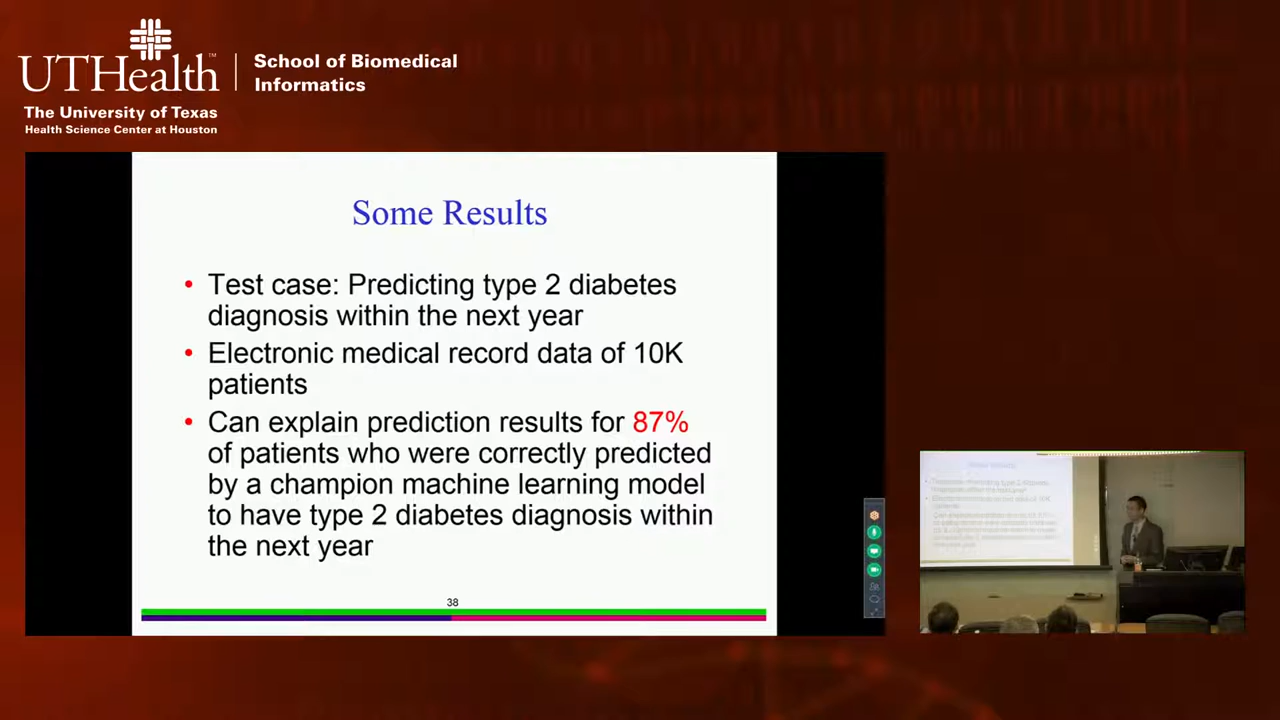 UTHealth™
School of Biomedical
Informatics
The University of Texas
Health Science Center at Houston
Some Results
• Test case: Predicting type 2 diabetes
diagnosis within the next year
• Electronic medical record data of 10K
patients
• Can explain prediction results for 87%
of patients who were correctly predicted
by a champion machine learning model
to have type 2 diabetes diagnosis within
the next year
38